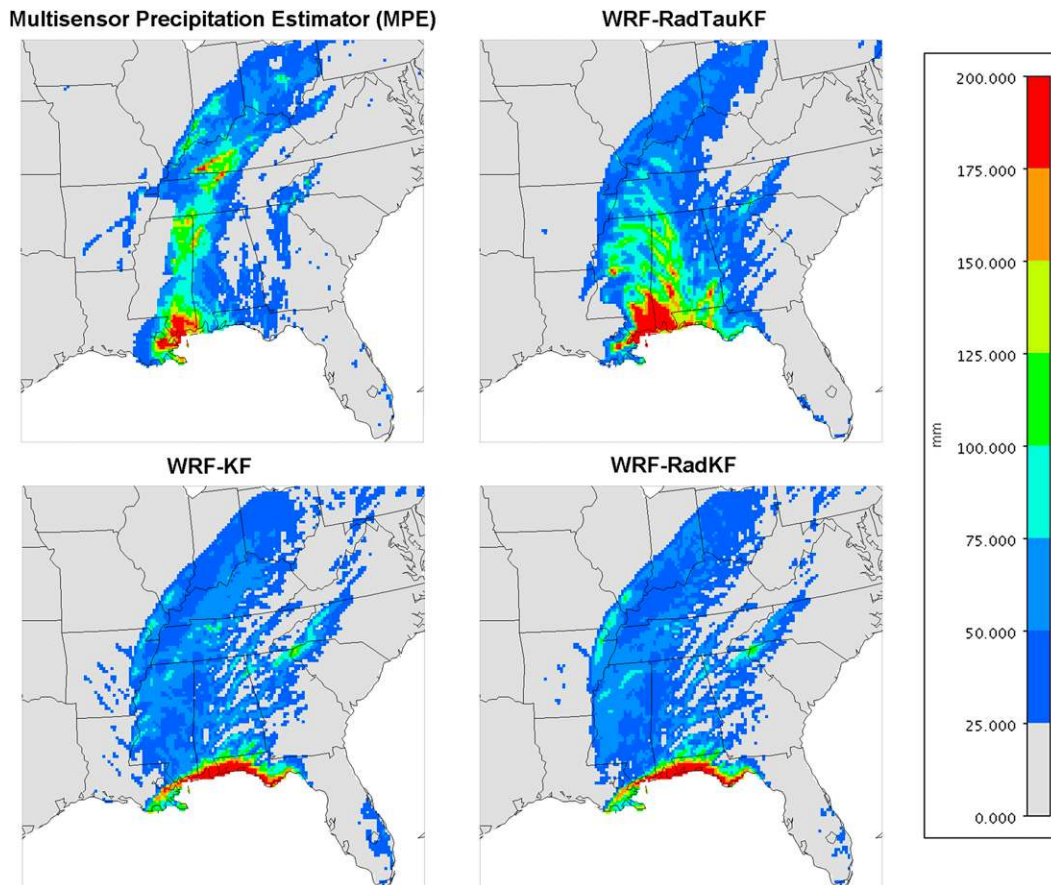 Multisensor Precipitation Estimator (MPE)
WRF-RadTauKF
WRF-KF
WRF-RadKF
200.000
175.000
150.000
125.000
100.000
75.000
50.000
25.000
0.000
mm